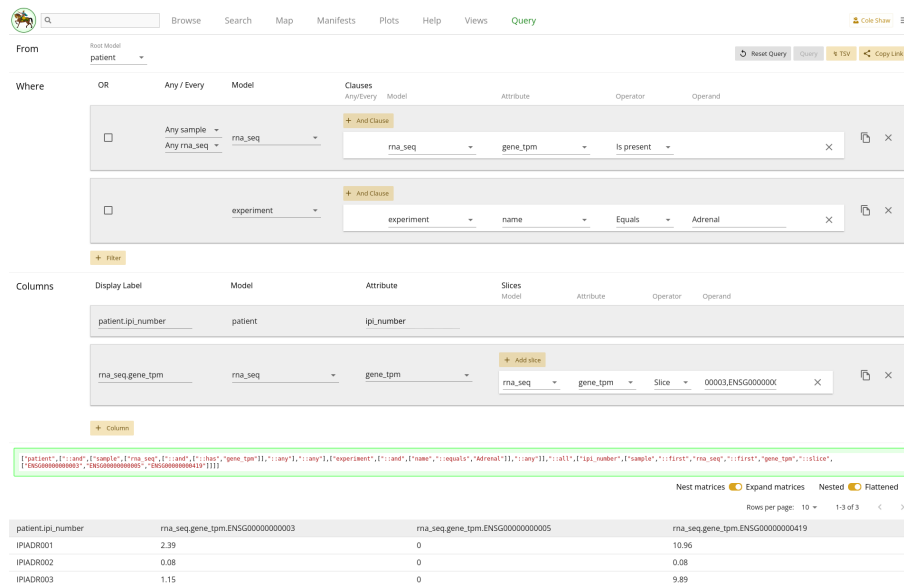 Browse Search Map Manifests Plots Help Views Query Cole Shaw
From Root Model
patient Reset Query Query TSV Copy Link
Where OR Any / Every Model Clauses
Any/Every Model Attribute Operator Operand
+ And Clause
Any sample
Any rna_seq rna_seq
rna_seq gene_tpm Is present
+ And Clause
experiment
experiment name Equals Adrenal
+ Filter
Columns Display Label Model Attribute Slices
Model Attribute Operator Operand
patient.ipi_number patient ipi_number
+ Add slice
rna_seq.gene_tpm rna_seq gene_tpm
rna_seq gene_tpm Slice 00003,ENSG000000
+ Column
["patient",["::and",["sample",["rna_seq",["::and",["::has","gene_tpm"]],"::any"],"::any"],["experiment",["::and",["name","::equals","Adrenal"]],"::any"]],"::all",["ipi_number",["sample","::first","rna_seq","::first","gene_tpm","::slice",
["ENSG00000000003","ENSG00000000005","ENSG00000000419"]]]]
Nest matrices Expand matrices Nested Flattened
Rows per page: 10 1-3 of 3
patient.ipi_number rna_seq.gene_tpm.ENSG00000000003 rna_seq.gene_tpm.ENSG00000000005 rna_seq.gene_tpm.ENSG00000000419
IPIADR001 2.39 0 10.96
IPIADR002 0.08 0 0.08
IPIADR003 1.15 0 9.89